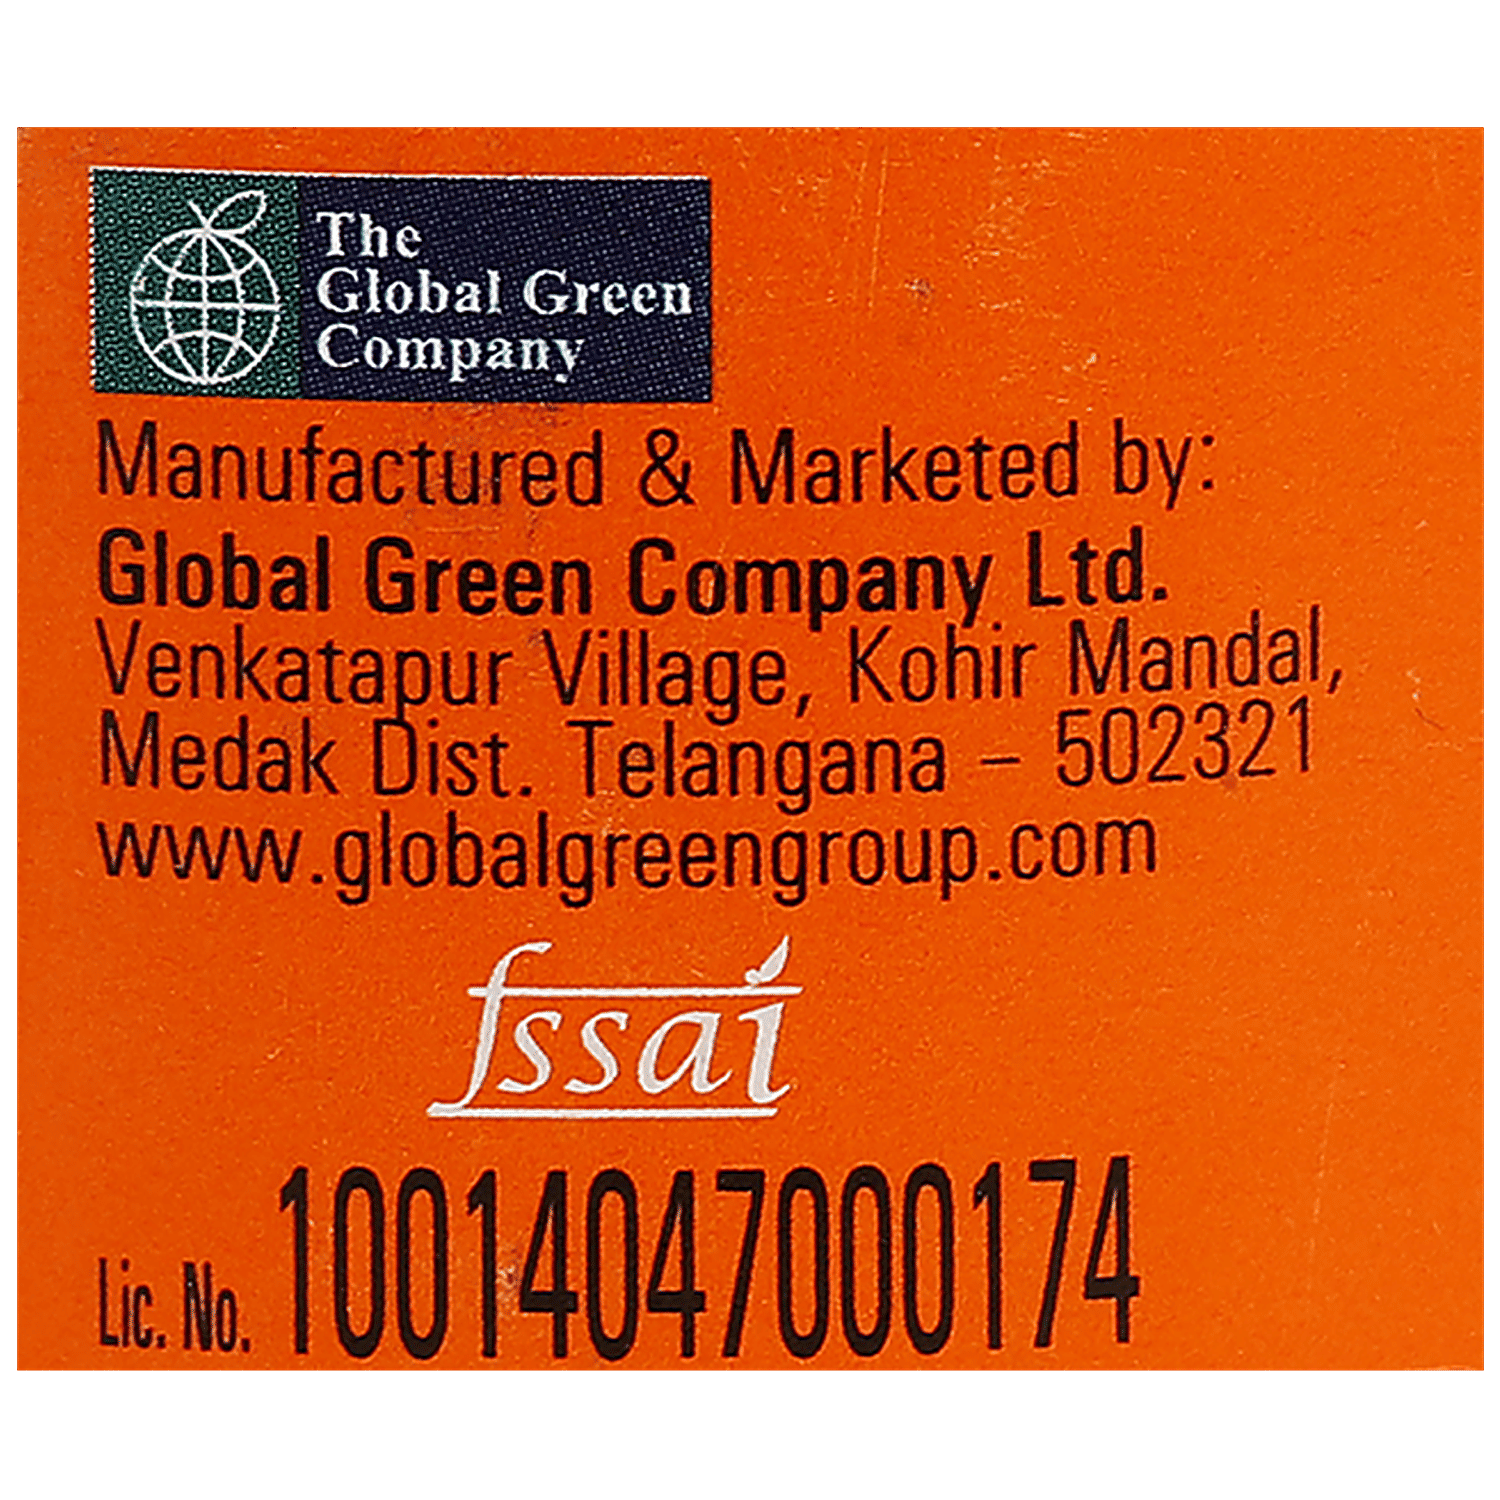 The
Global Green
Company
Manufactured & Marketed by:
Global Green Company Ltd.
Venkatapur Village, Kohir Mandal,
Medak Dist. Telangana – 502321
www.globalgreengroup.com
fssai
Lic. No. 10014047000174